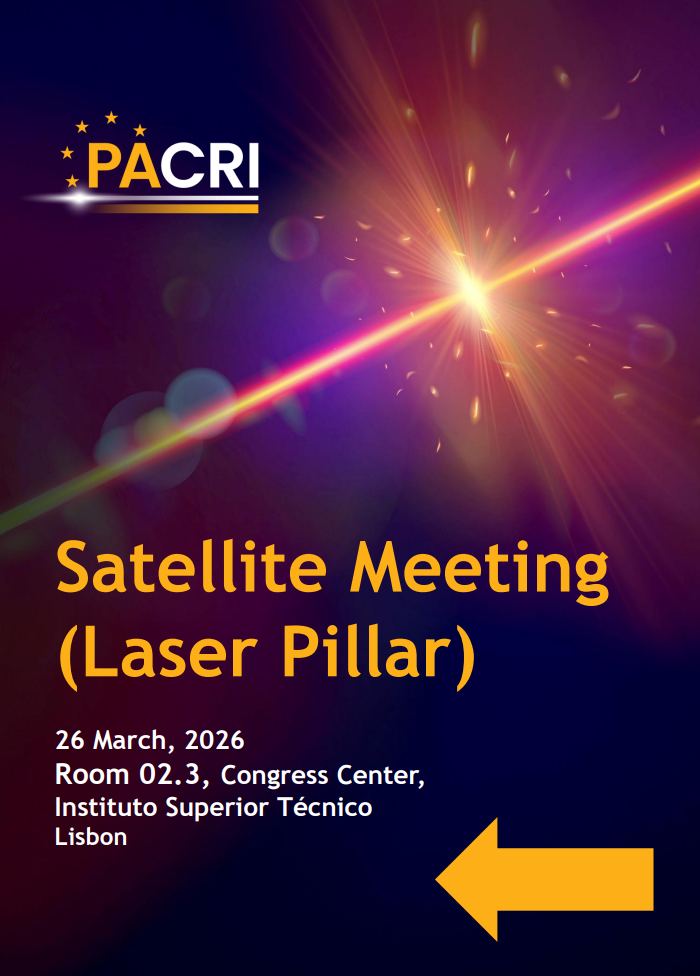 PACRI
Satellite Meeting
(Laser Pillar)
26 March, 2026
Room 02.3, Congress Center,
Instituto Superior Técnico
Lisbon